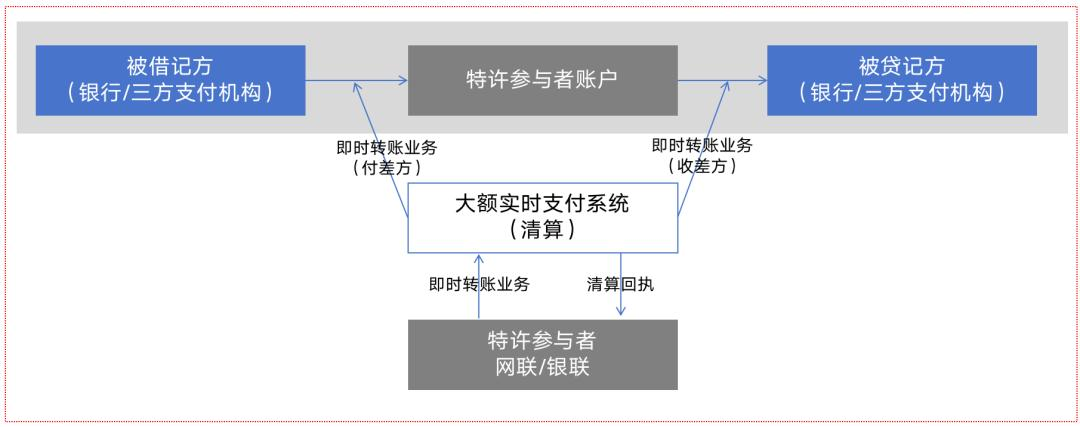 被借记方
（银行/三方支付机构）
特许参与者账户
被贷记方
（银行/三方支付机构）
即时转账业务
（付差方）
即时转账业务
（收差方）
大额实时支付系统
（清算）
即时转账业务
清算回执
特许参与者
网联/银联